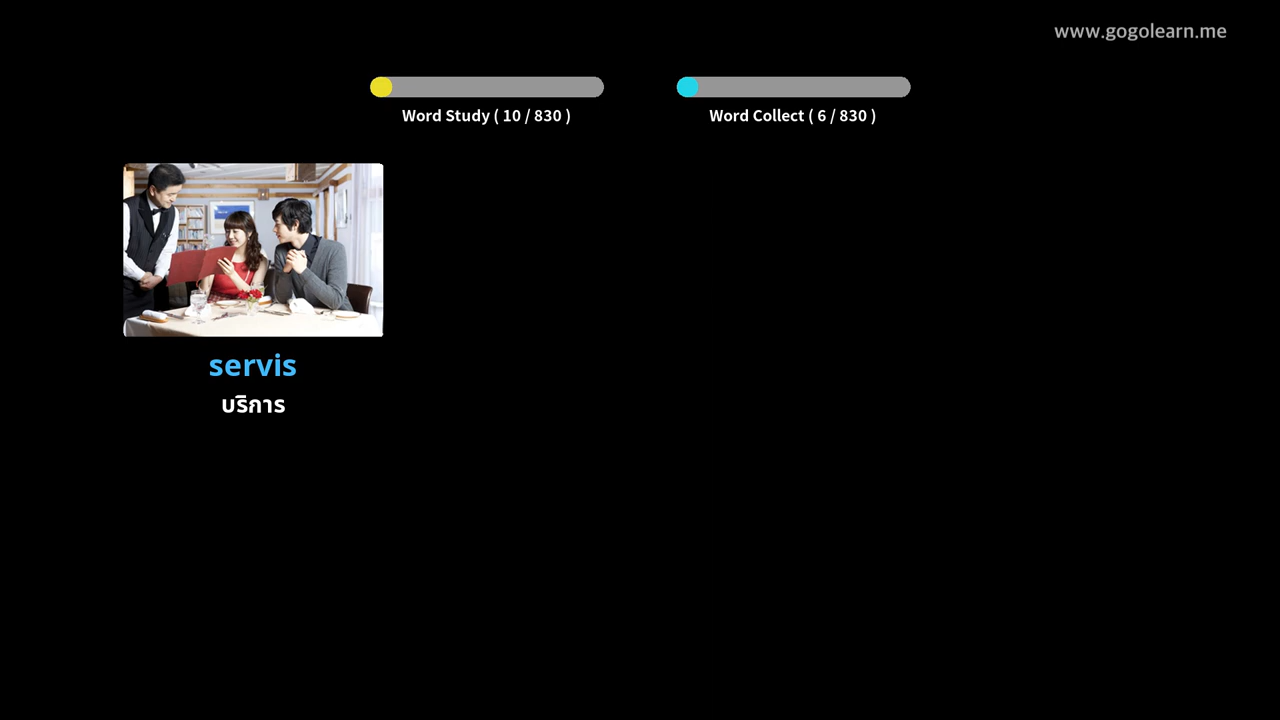 www.gogolearn.me
Word Study ( 10 / 830 )
Word Collect ( 6 / 830 )
servis
บริการ